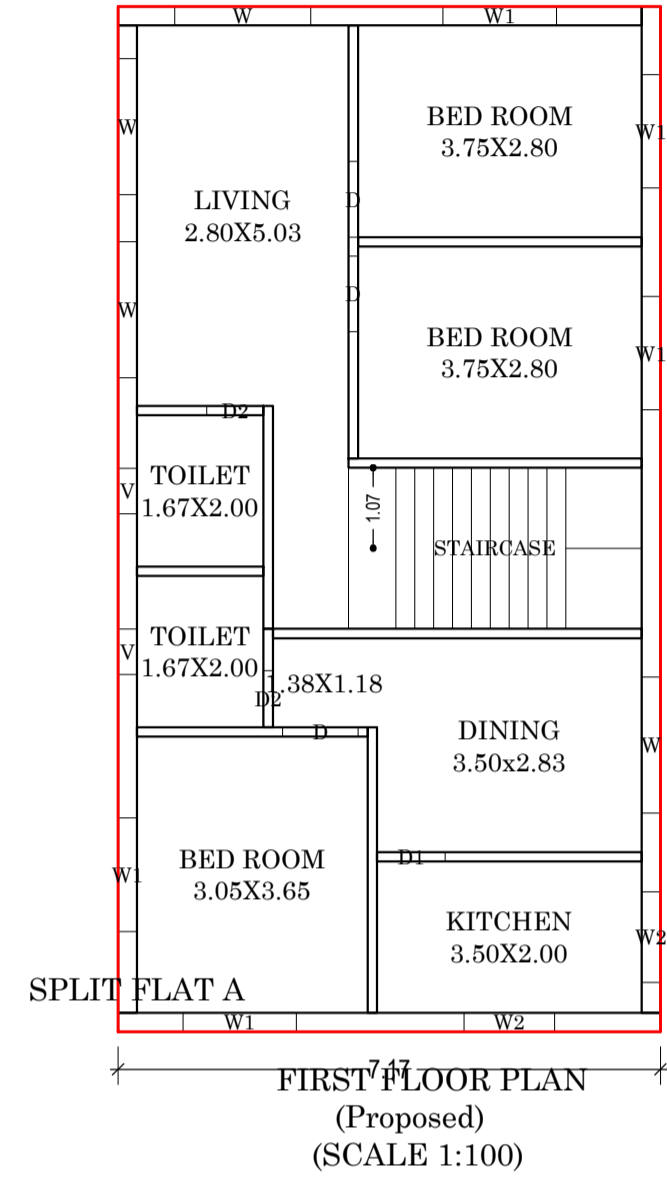 W
W1
W
BED ROOM
3.75X2.80
W1
LIVING
2.80X5.03
D
D
W
BED ROOM
3.75X2.80
W1
D2
TOILET
1.67X2.00
V
1.07
STAIRCASE
TOILET
1.67X2.00
V
D2
.38X1.18
D
DINING
3.50x2.83
W
D1
BED ROOM
3.05X3.65
W1
KITCHEN
3.50X2.00
W2
SPLIT FLAT A
W1
W2
7.17
FIRST FLOOR PLAN
(Proposed)
(SCALE 1:100)